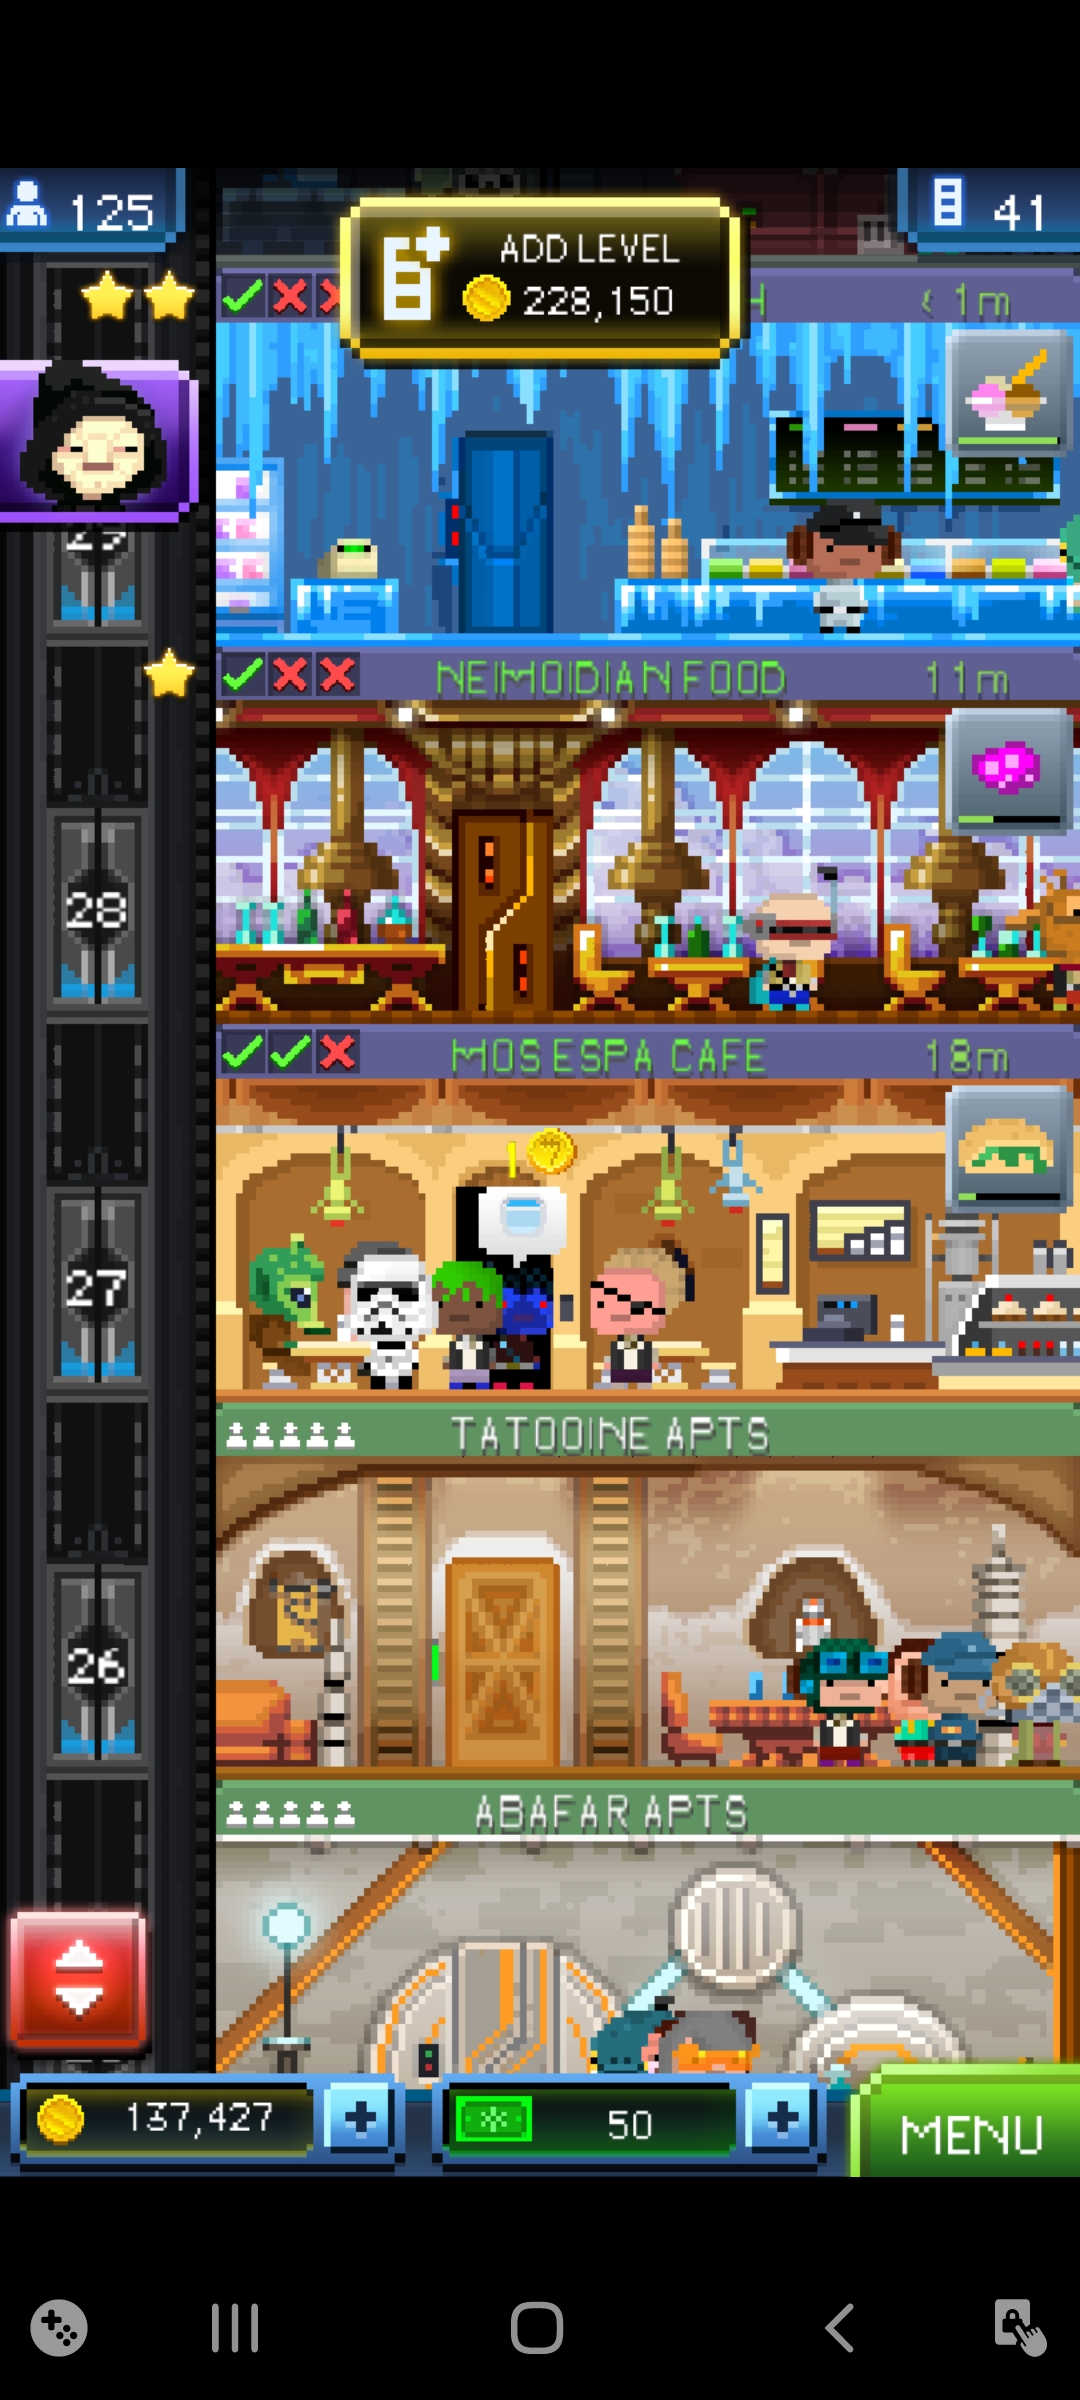 125
41
ADD LEVEL
228,150
1m
NEIMOIDIAN FOOD 11m
28
MOS ESPA CAFE 18m
27
TATOOINE APTS
26
ABAFAR APTS
137,427
50
MENU